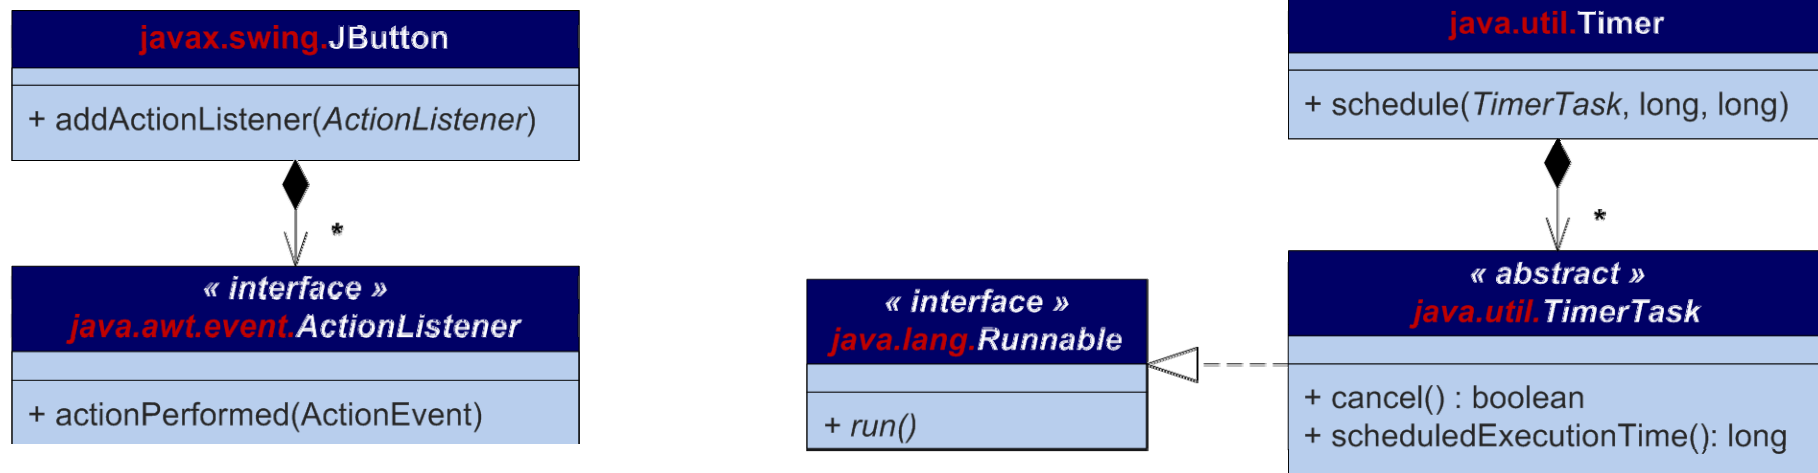 javax.swing.JButton
+ addActionListener(ActionListener)
*
« interface »
java.awt.event.ActionListener
+ actionPerformed(ActionEvent)
« interface »
java.lang.Runnable
+ run()
java.util.Timer
+ schedule(TimerTask, long, long)
*
« abstract »
java.util.TimerTask
+ cancel() : boolean
+ scheduledExecutionTime(): long